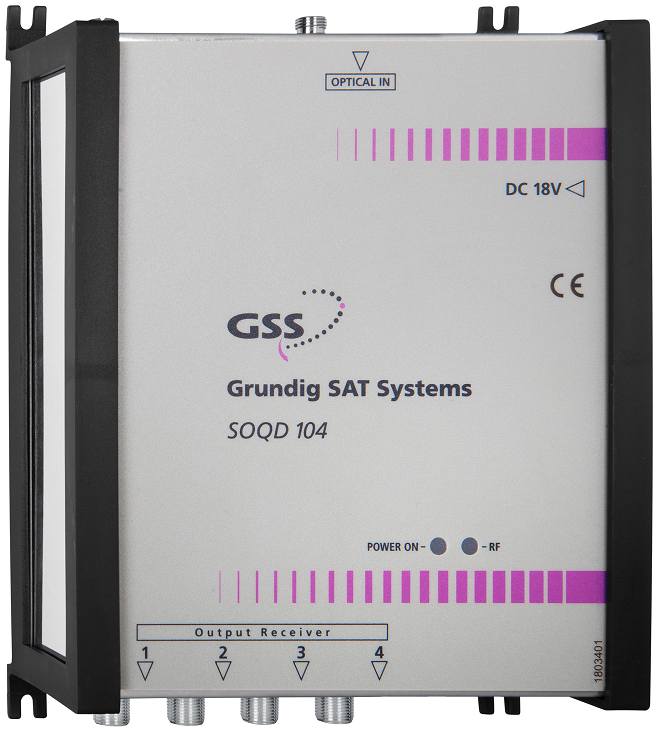 OPTICAL IN
DC 18V
CE
GSS
Grundig SAT Systems
SOQD 104
POWER ON - - RF
Output Receiver
1 2 3 4
1803401